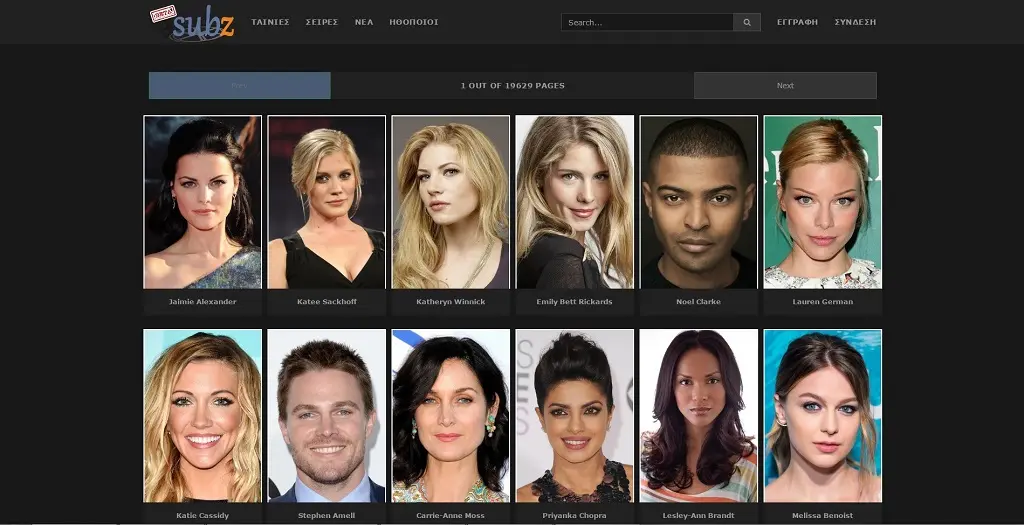 subz
ΤΑΙΝΙΕΣ ΣΕΙΡΕΣ ΝΕΑ ΗΘΟΠΟΙΟΙ
Search...
ΕΓΓΡΑΦΗ ΣΥΝΔΕΣΗ
Prev
1 OUT OF 19629 PAGES
Next
Jaimie Alexander
Katee Sackhoff
Katheryn Winnick
Emily Bett Rickards
Noel Clarke
Lauren German
Katie Cassidy
Stephen Amell
Carrie-Anne Moss
Priyanka Chopra
Lesley-Ann Brandt
Melissa Benoist